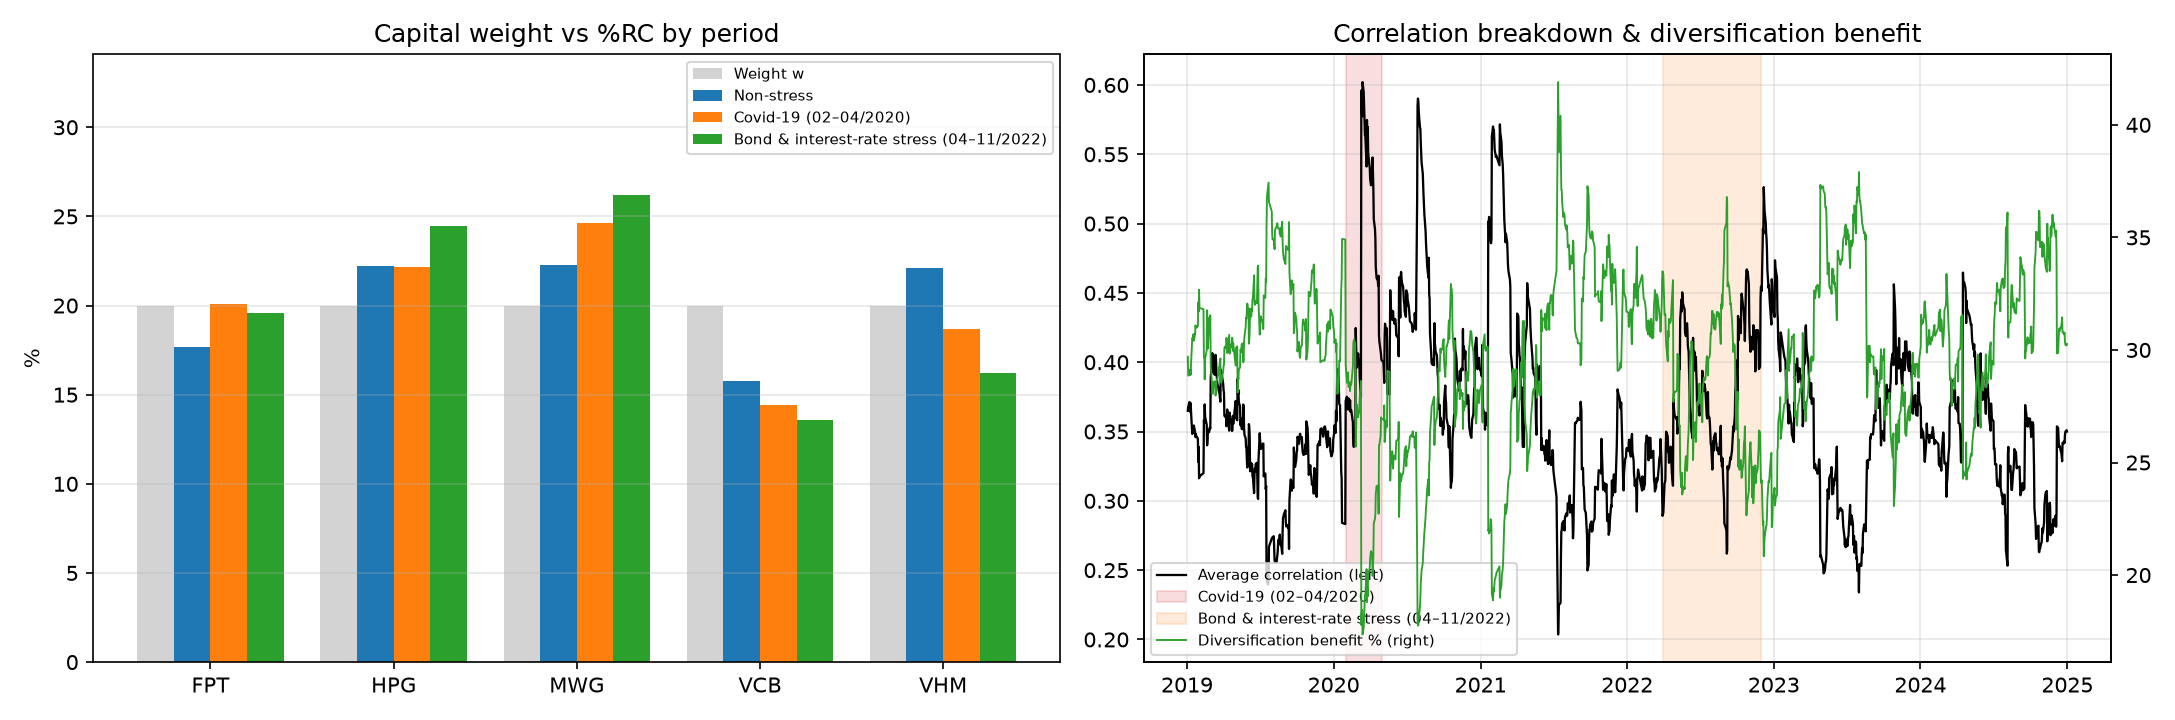 Capital weight vs %RC by period
Weight w
Non-stress
Covid-19 (02–04/2020)
Bond & interest-rate stress (04–11/2022)
%
30
25
20
15
10
5
0
FPT
HPG
MWG
VCB
VHM
Correlation breakdown & diversification benefit
0.60
0.55
0.50
0.45
0.40
0.35
0.30
0.25
0.20
40
35
30
25
20
Average correlation (left)
Covid-19 (02–04/2020)
Bond & interest-rate stress (04–11/2022)
Diversification benefit % (right)
2019
2020
2021
2022
2023
2024
2025